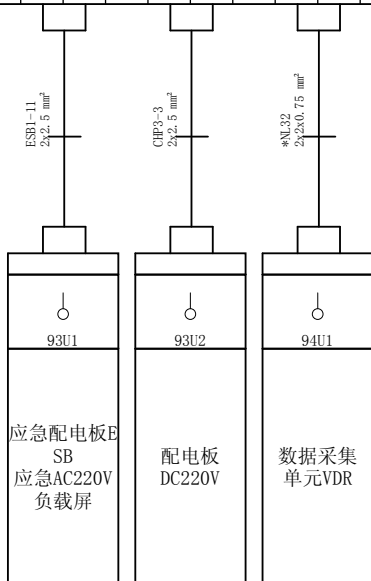 ESB1-11
2x2.5 mm²
CHP3-3
2x2.5 mm²
*NL32
2x2x0.75 mm²
93U1
93U2
94U1
应急配电板E
SB
应急AC220V
负载屏
配电板
DC220V
数据采集
单元VDR